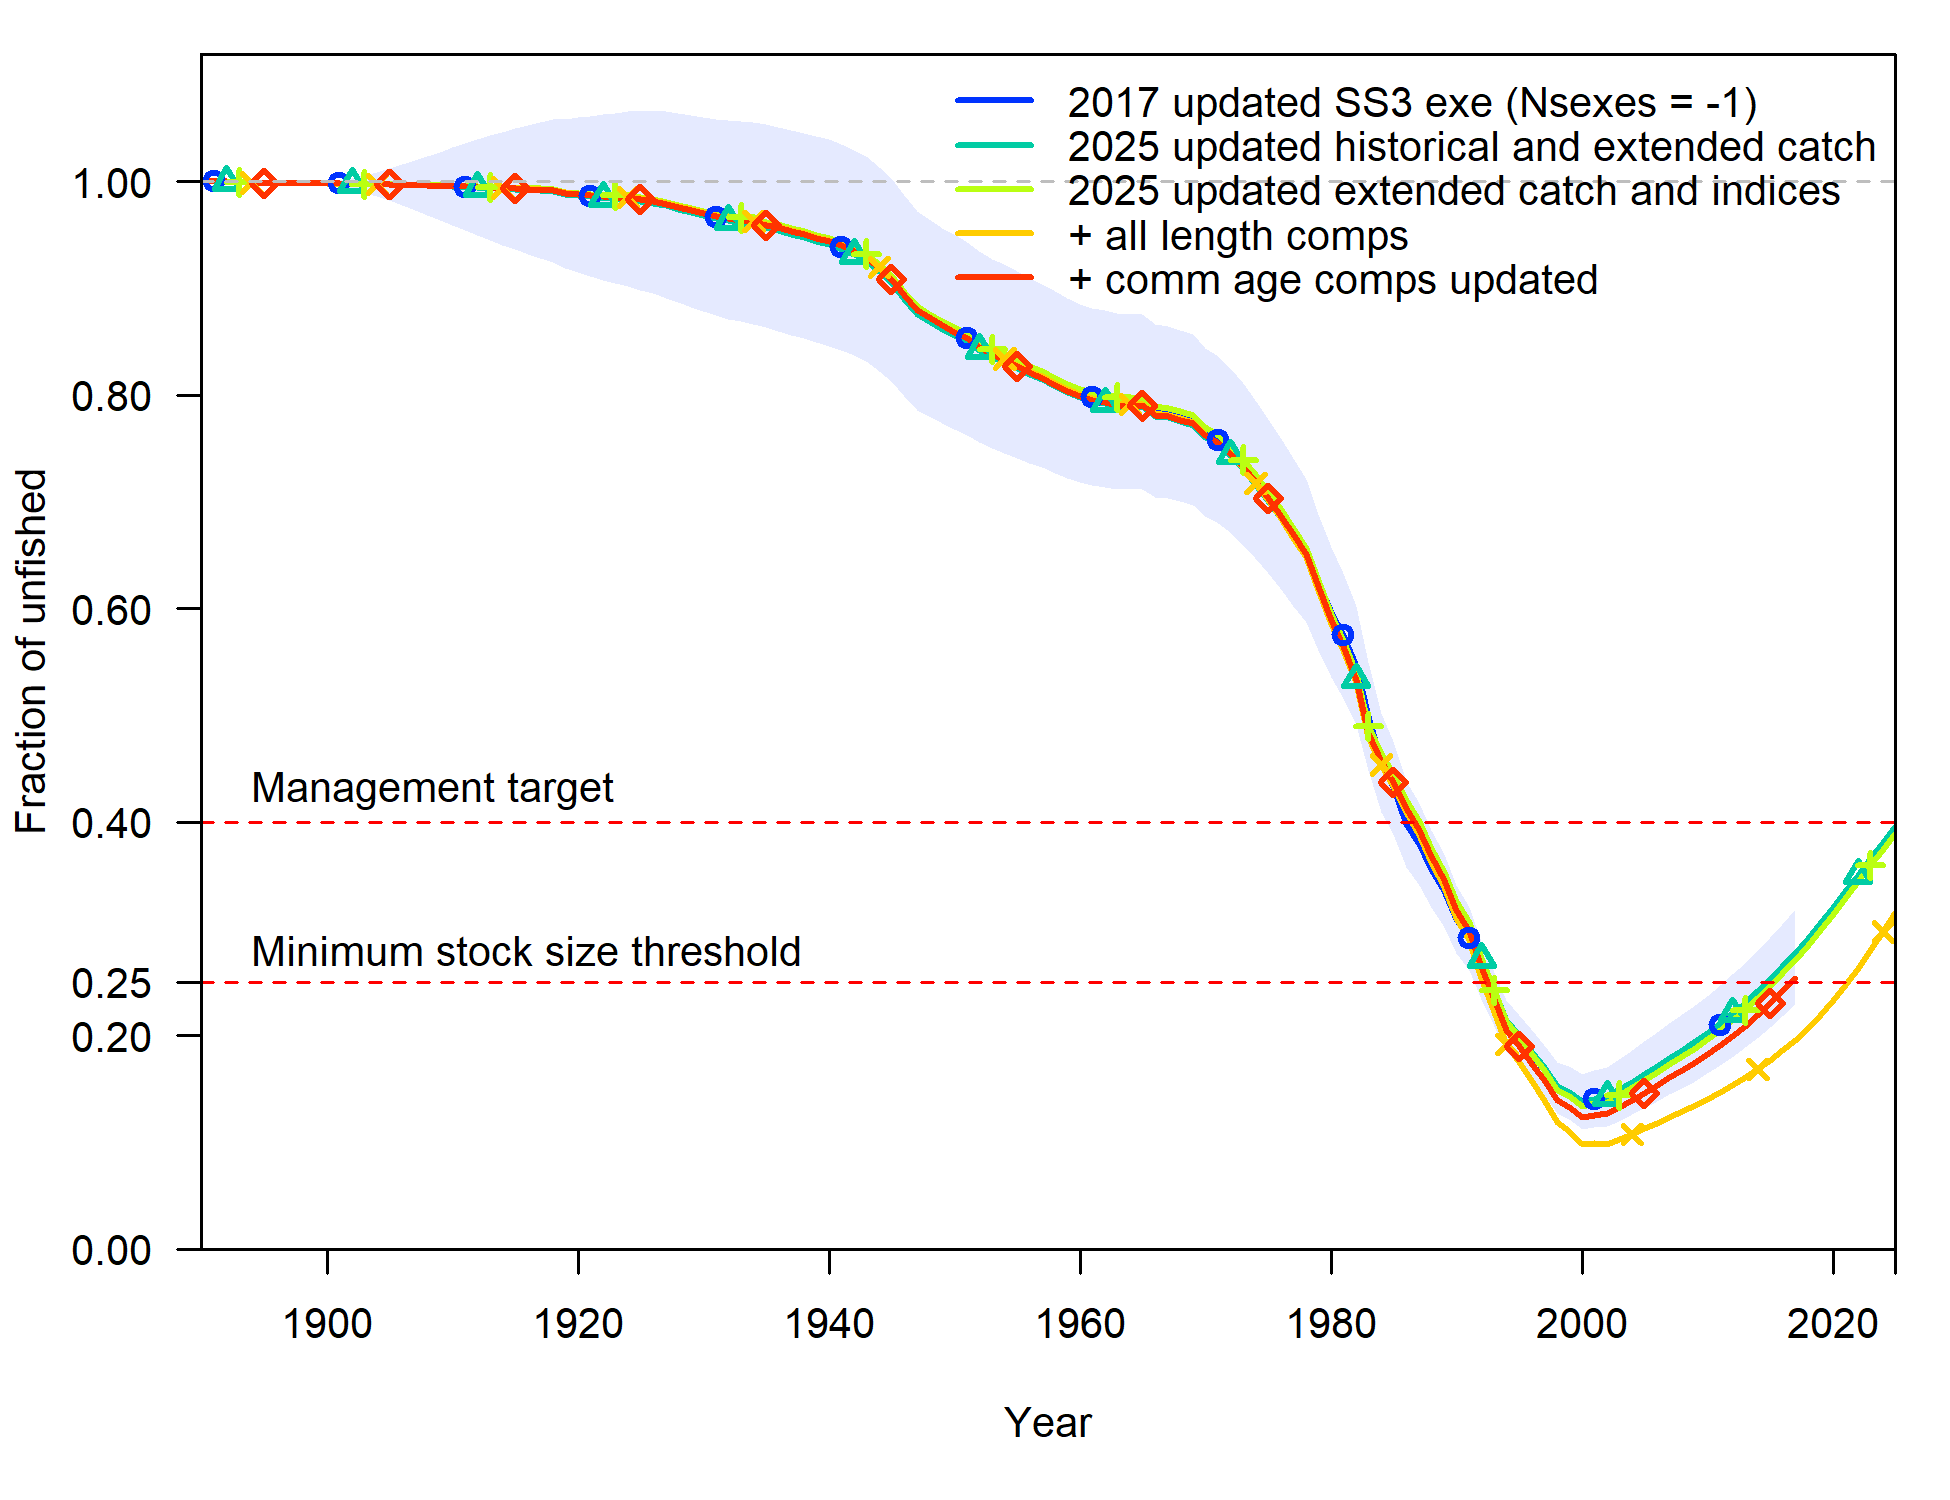 2017 updated SS3 exe (Nsexes = -1)
2025 updated historical and extended catch
2025 updated extended catch and indices
+ all length comps
+ comm age comps updated
1.00
0.80
0.60
0.40
0.25
0.20
0.00
Fraction of unfished
Management target
Minimum stock size threshold
1900 1920 1940 1960 1980 2000 2020
Year